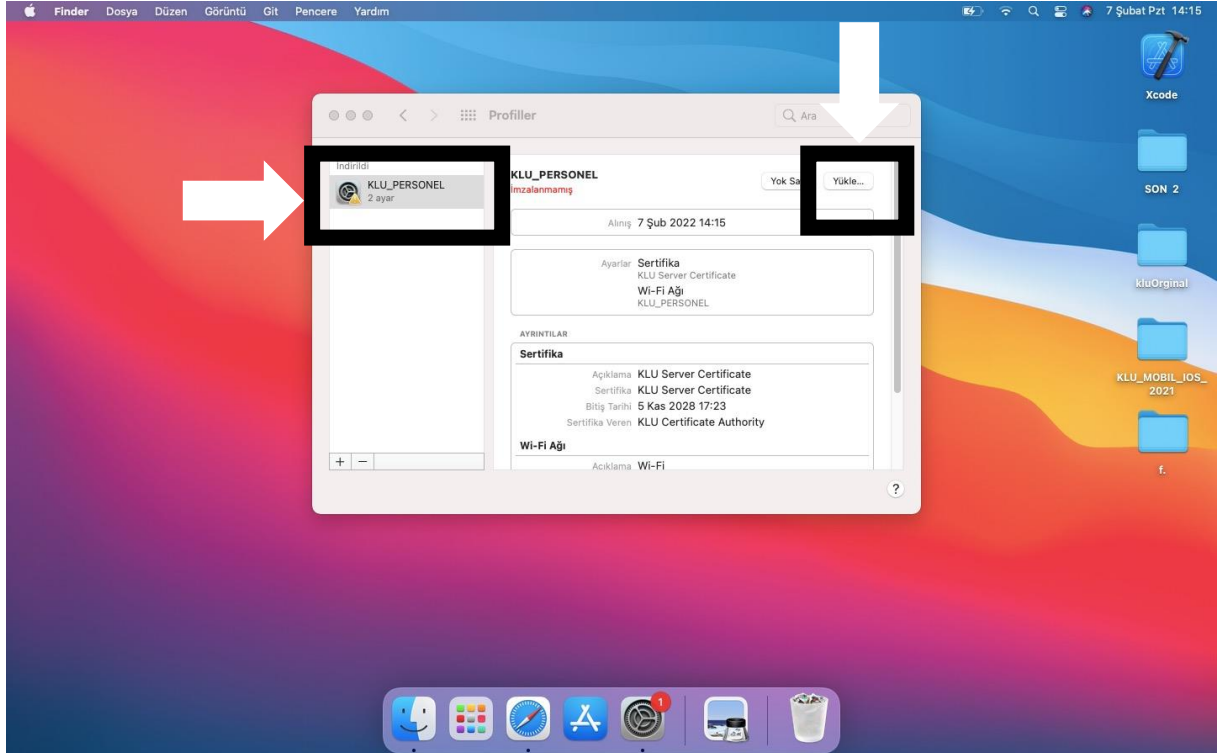 Finder Dosya Düzen Görüntü Git Pencere Yardım 7 Şubat Pzt 14:15
Xcode
Profiller
Ara
İndirildi
KLU_PERSONEL
2 ayar
KLU_PERSONEL
İmzalanmamış
Yok Sa
Yükle...
Alınış 7 Şub 2022 14:15
Ayarlar Sertifika
KLU Server Certificate
Wi-Fi Ağı
KLU_PERSONEL
AYRINTILAR
Sertifika
Açıklama KLU Server Certificate
Sertifika KLU Server Certificate
Bitiş Tarihi 5 Kas 2028 17:23
Sertifika Veren KLU Certificate Authority
Wi-Fi Ağı
Açıklama Wi-Fi
+ −
?
SON 2
kluOrginal
KLU_MOBIL_IOS_
2021
f.
1